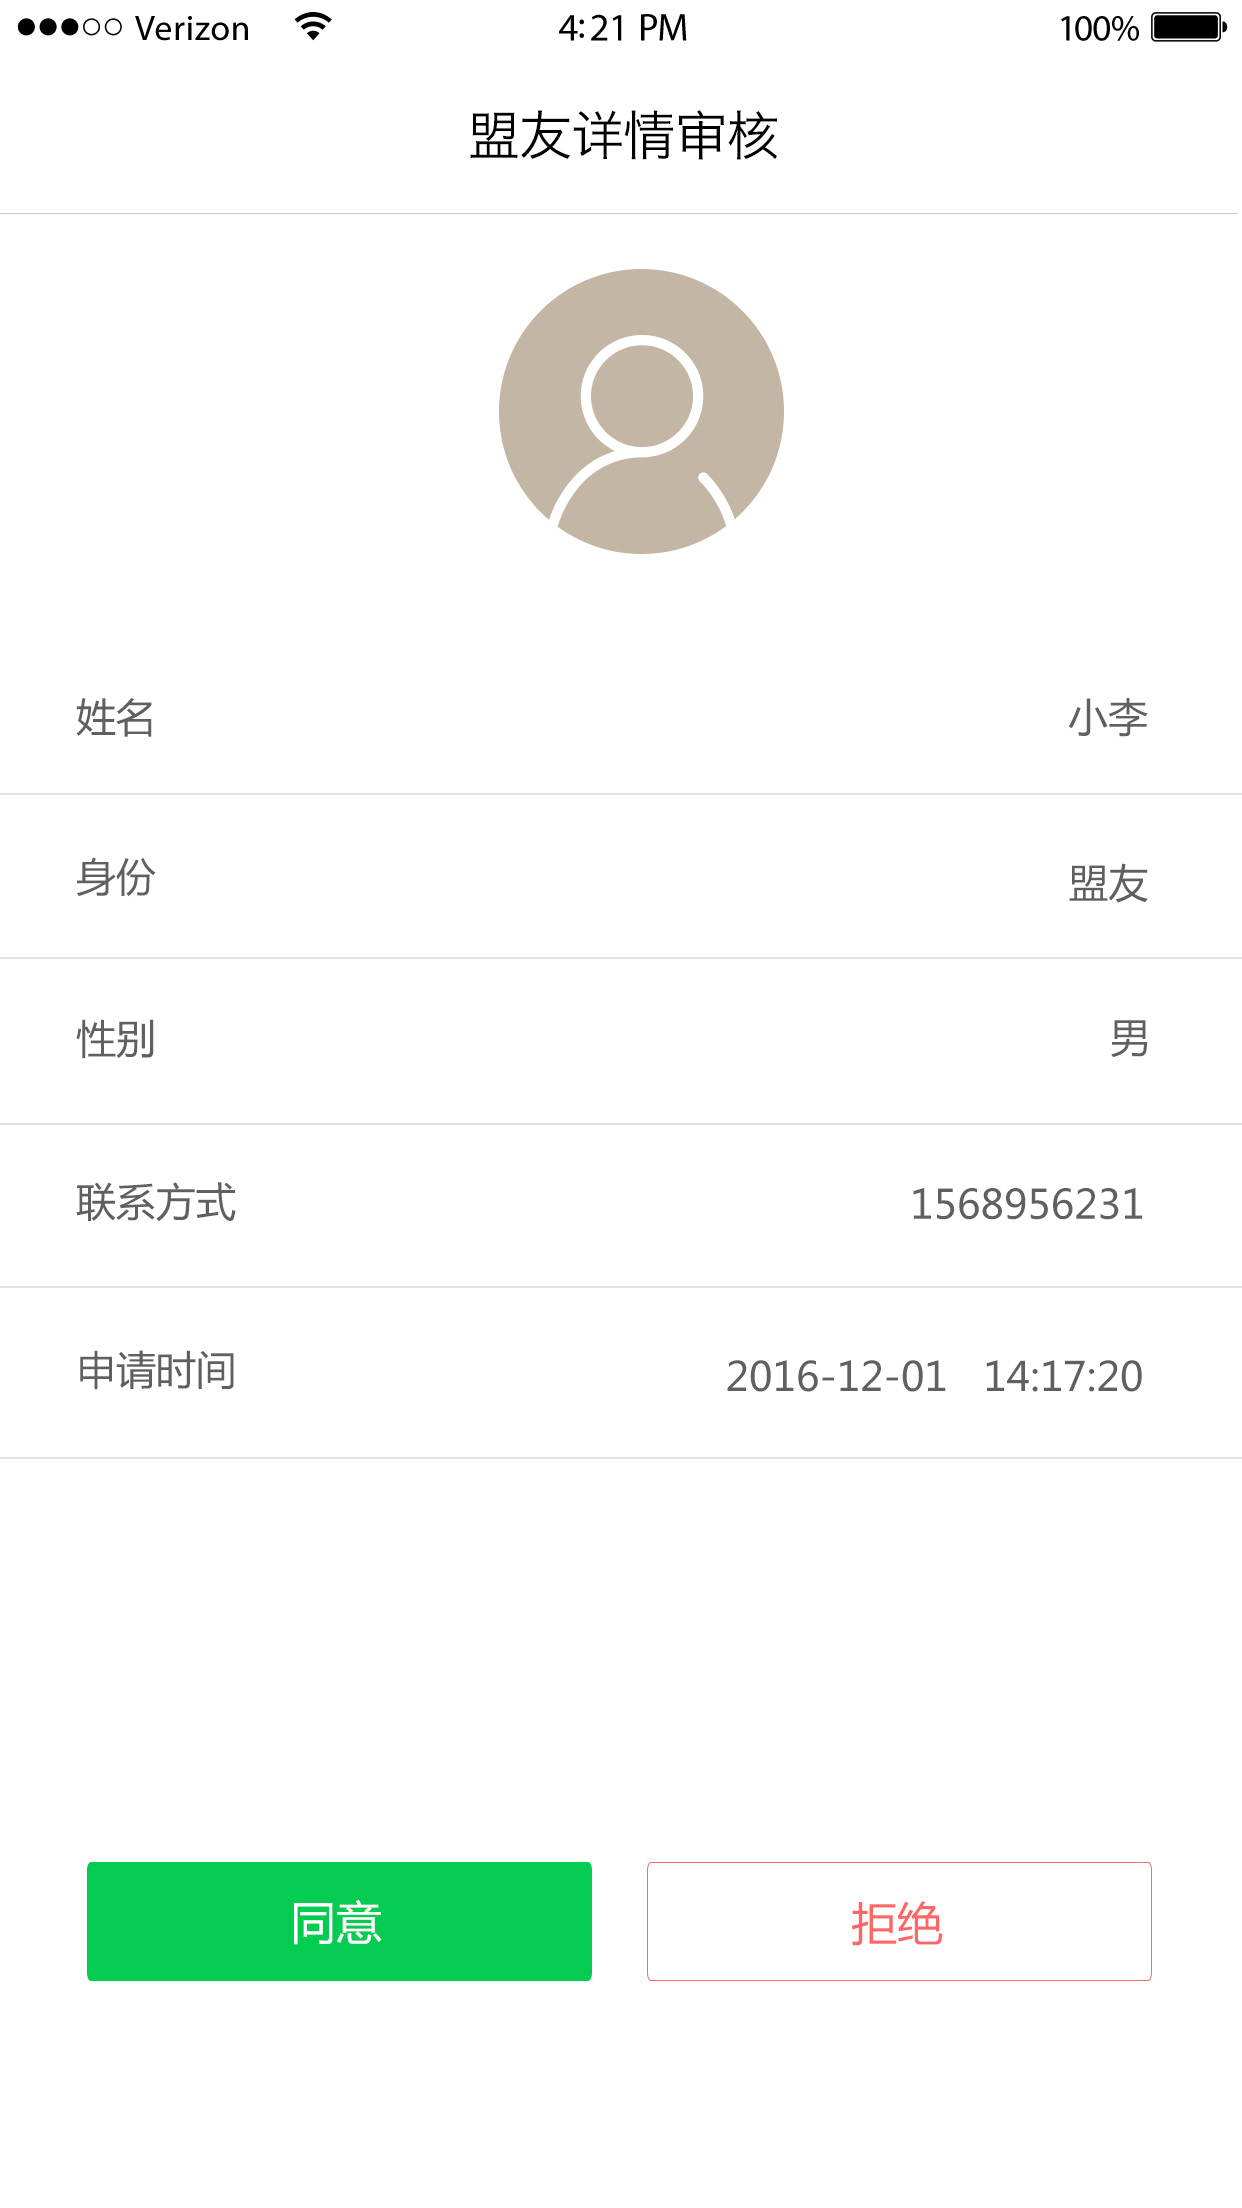 Verizon 4:21 PM 100%
盟友详情审核
姓名 小李
身份 盟友
性别 男
联系方式 1568956231
申请时间 2016-12-01 14:17:20
同意 拒绝